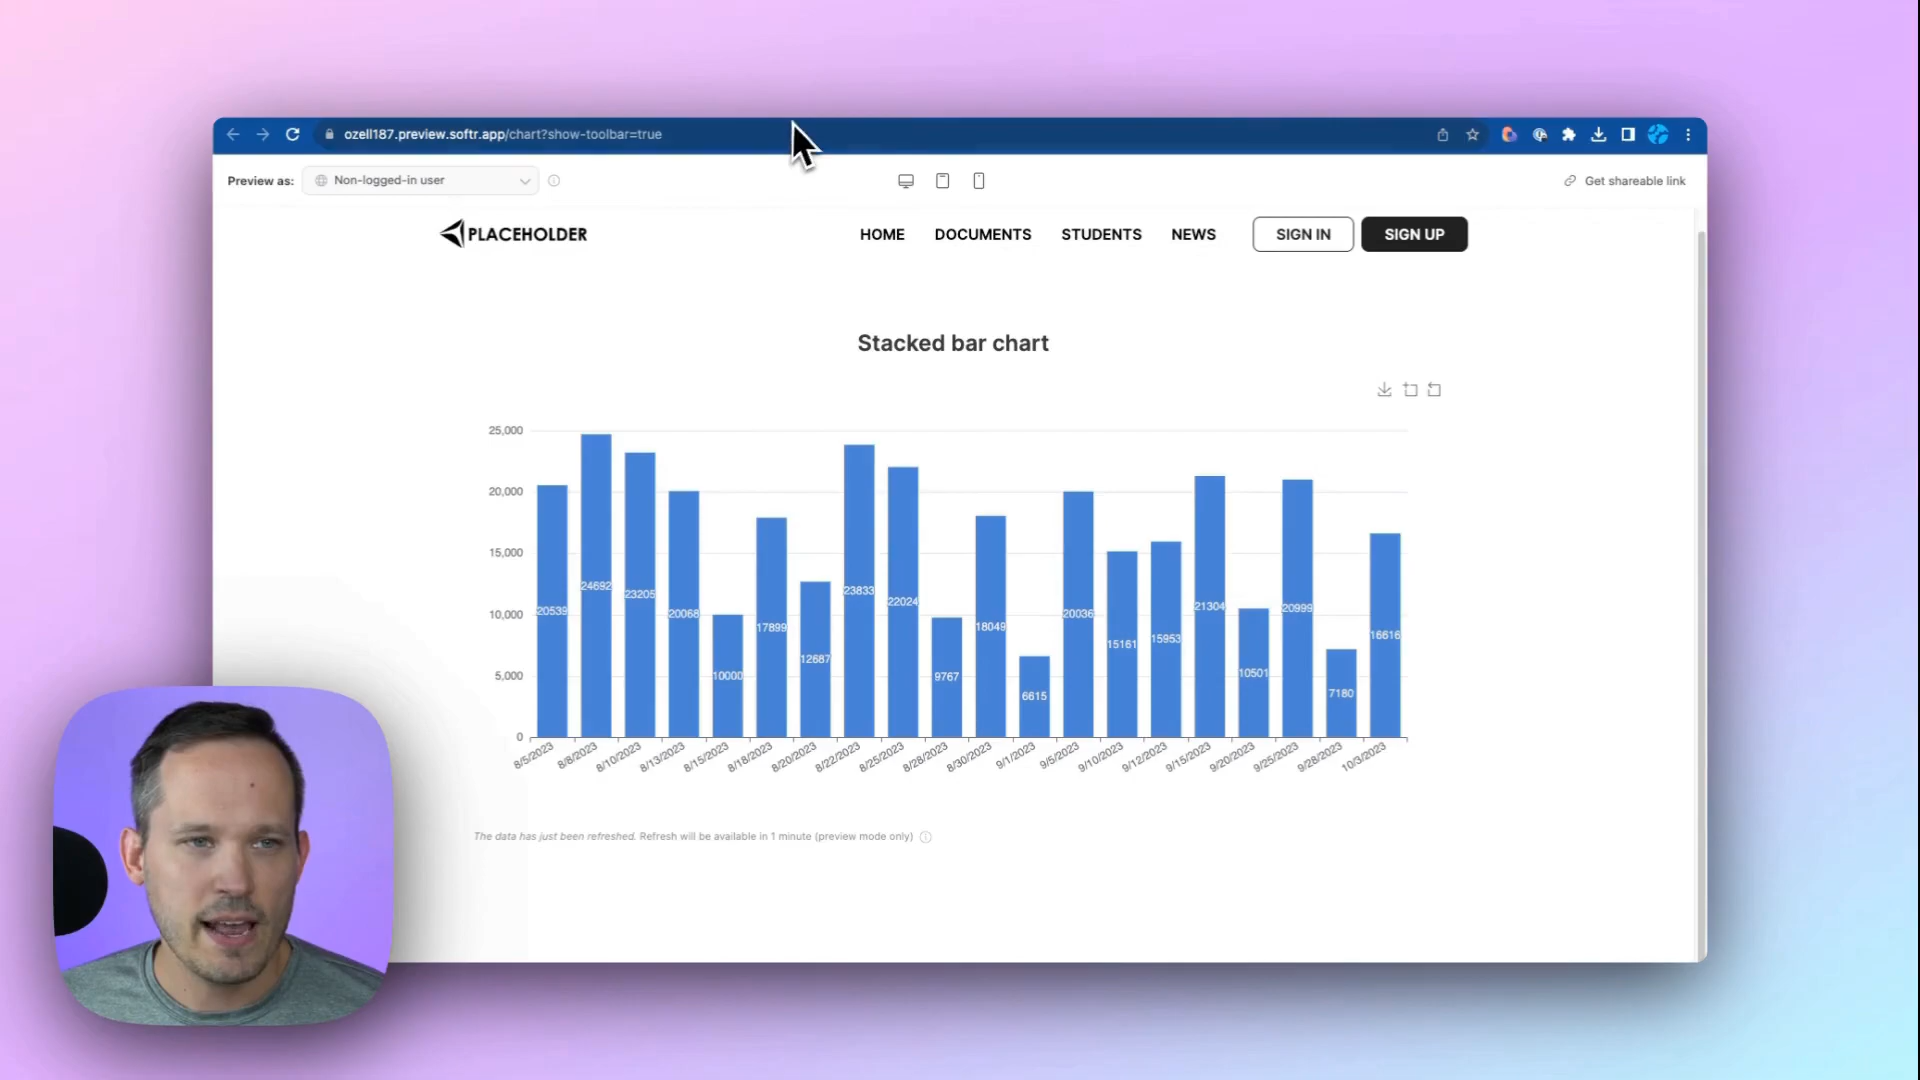 ozell187.preview.softr.app/chart?show-toolbar=true
Preview as: Non-logged-in user
Get shareable link
PLACEHOLDER HOME DOCUMENTS STUDENTS NEWS SIGN IN SIGN UP
Stacked bar chart
25,000
20,000
15,000
10,000
5,000
0
20539 24692 23205 20068 10000 17899 12687 23833 22024 9767 18049 6615 20036 15161 15953 21304 10501 20999 7180 16616
8/5/2023 8/8/2023 8/10/2023 8/13/2023 8/15/2023 8/18/2023 8/20/2023 8/22/2023 8/25/2023 8/28/2023 8/30/2023 9/1/2023 9/5/2023 9/10/2023 9/12/2023 9/15/2023 9/20/2023 9/25/2023 9/28/2023 10/3/2023
The data has just been refreshed. Refresh will be available in 1 minute (preview mode only)